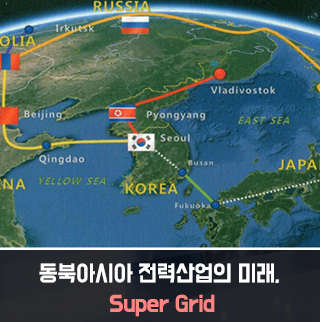 RUSSIA
OLIA
Irkutsk
Vladivostok
Beijing
Pyongyang
EAST SEA
Seoul
Qingdao
Busan
JAPA
NA
YELLOW SEA
KOREA
Fukuoka
동북아시아 전력산업의 미래,
Super Grid